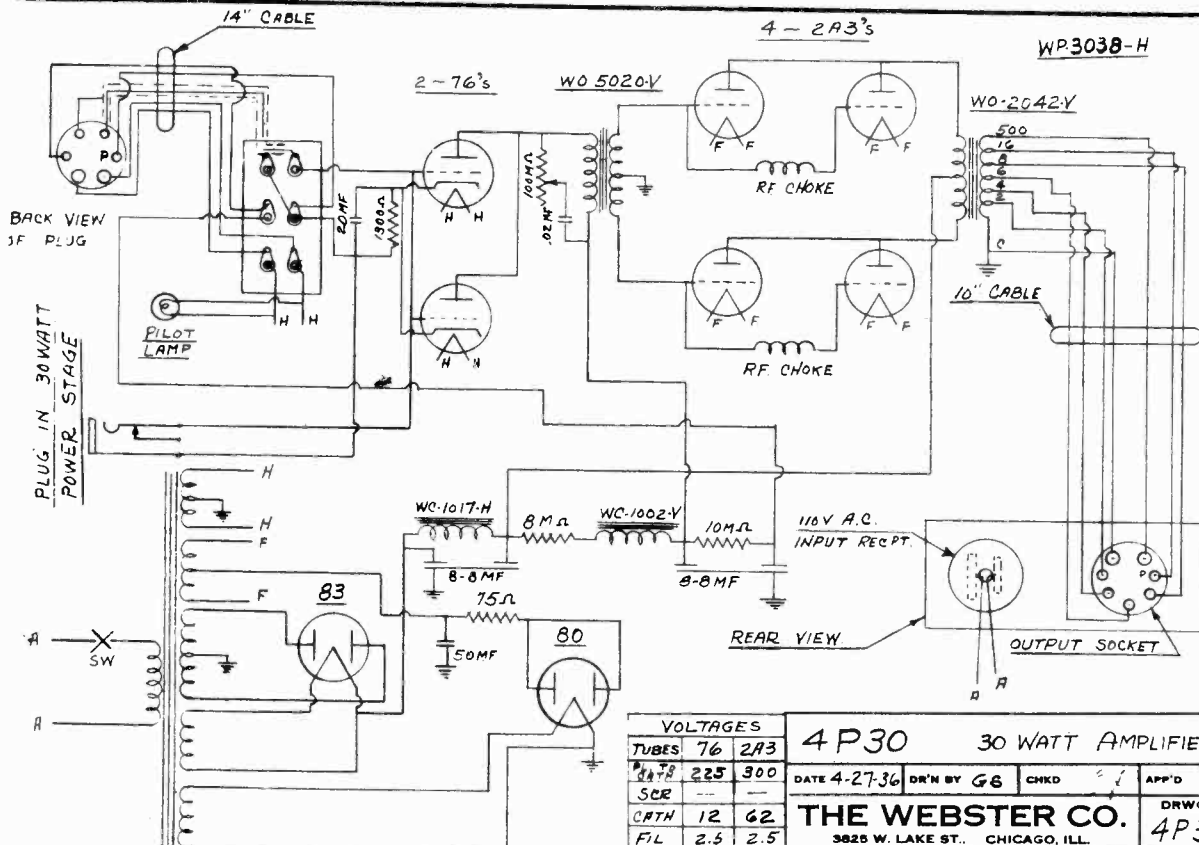 14" CABLE
4 - 2A3's
WP.3038-H
2 - 76's
WO 5020-V
WO-2042-V
500
16
8
6
4
2
C
P
F F
F F
H H
100MΩ
.02MF
20MF
1300Ω
RF CHOKE
BACK VIEW
OF PLUG
F F
F F
H H
RF. CHOKE
10" CABLE
H H
PILOT
LAMP
PLUG IN 30WATT
POWER STAGE
H
H
F
F
WC-1017-H
8MΩ
WC-1002-V
10MΩ
8-8MF
8-8MF
110V A.C.
INPUT RECPT.
P
83
75Ω
80
50MF
A
SW
A
REAR VIEW
OUTPUT SOCKET
A A
VOLTAGES
TUBES 76 2A3
225 300
SCR --- —
CATH 12 62
FIL 2.5 2.5
4P30 30 WATT AMPLIFIE
DATE 4-27-36 DR'N BY GS CHKD APP'D
THE WEBSTER CO.
3825 W. LAKE ST.. CHICAGO, ILL.
DRWG
4P3